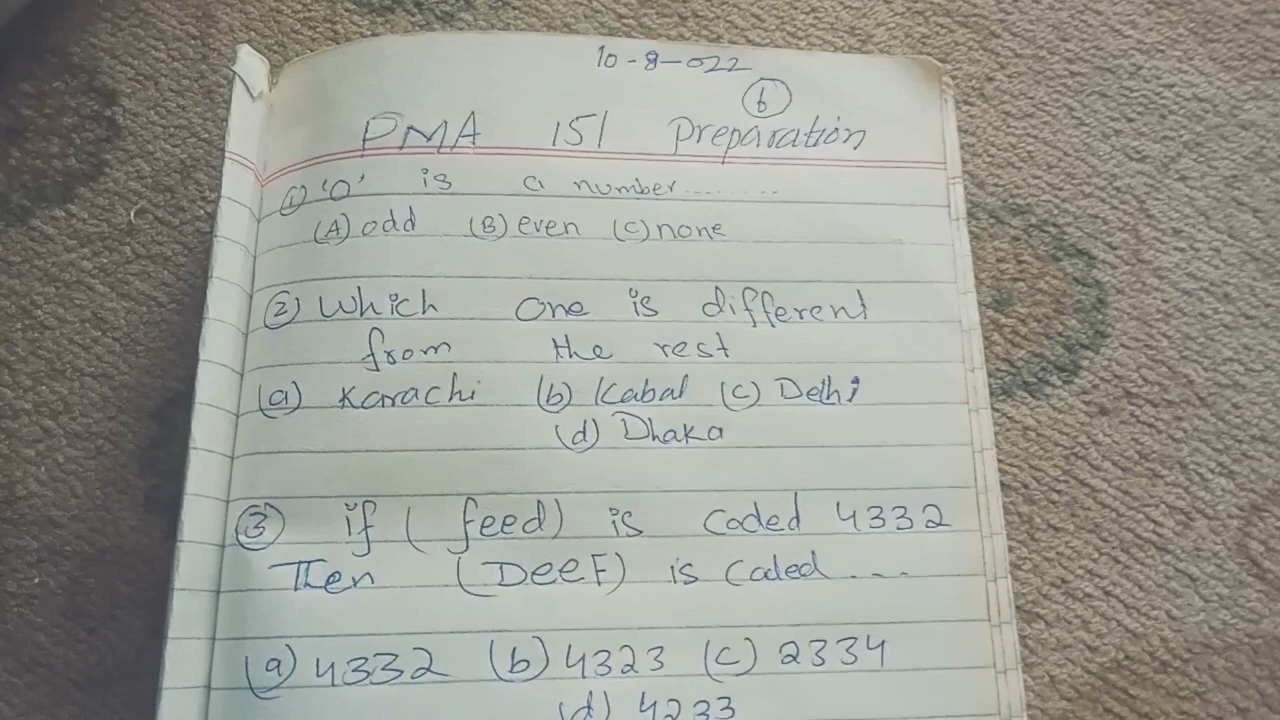 10-8-022
6
PMA 151 Preparation
① '0' is a number........
(A) odd (B) even (C) none
② Which one is different
from the rest
(a) Karachi (b) Kabal (c) Delhi
(d) Dhaka
③ if (feed) is coded 4332
Then (DeeF) is Coded ...
(a) 4332 (b) 4323 (c) 2334
(d) 4233